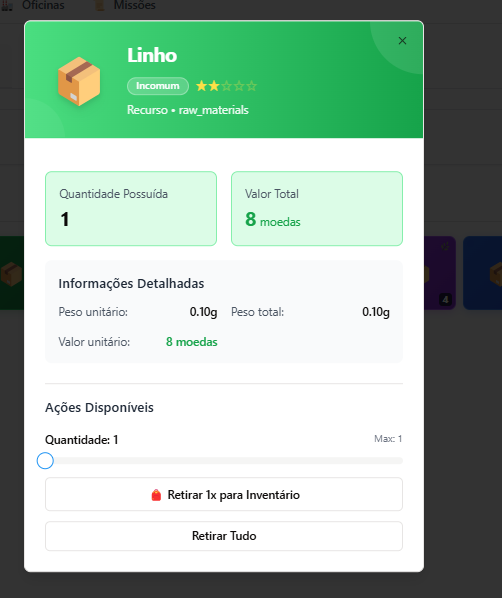 Oficinas
Missões
Linho
Incomum
Recurso • raw_materials
Quantidade Possuída
1
Valor Total
8 moedas
Informações Detalhadas
Peso unitário: 0.10g Peso total: 0.10g
Valor unitário: 8 moedas
4
Ações Disponíveis
Quantidade: 1 Max: 1
Retirar 1x para Inventário
Retirar Tudo